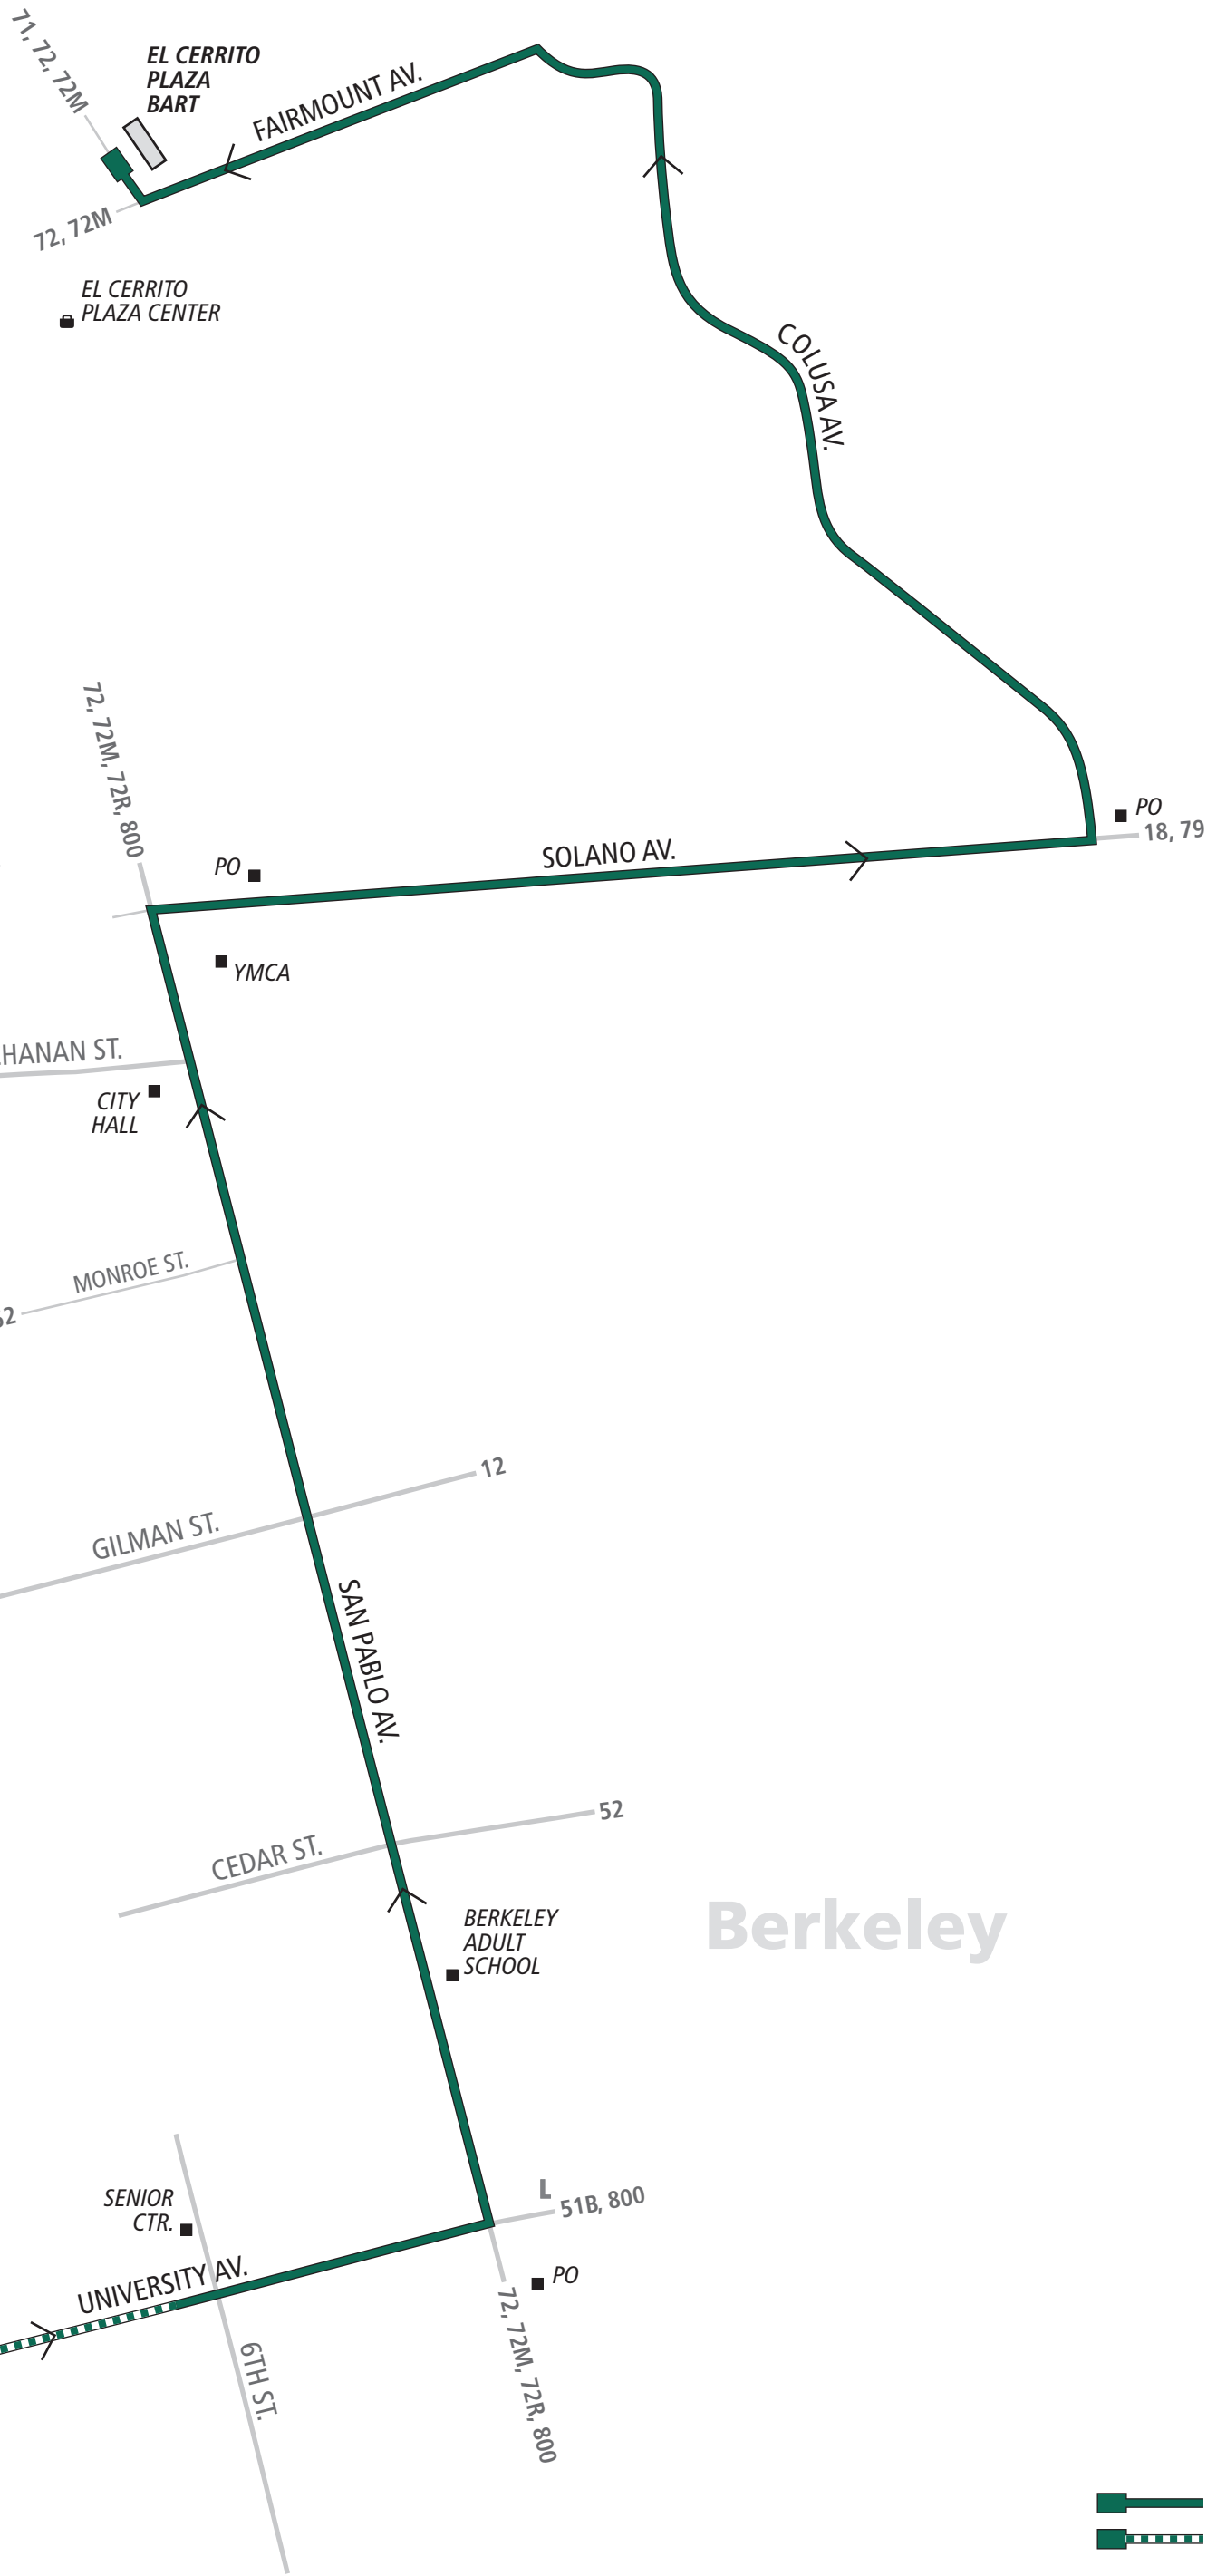 71, 72, 72M
EL CERRITO
PLAZA
BART
FAIRMOUNT AV.
72, 72M
EL CERRITO
PLAZA CENTER
COLUSA AV.
72, 72M, 72R, 800
PO
18, 79
SOLANO AV.
PO
YMCA
HANAN ST.
CITY
HALL
MONROE ST.
52
12
GILMAN ST.
SAN PABLO AV.
52
CEDAR ST.
BERKELEY
ADULT
SCHOOL
Berkeley
SENIOR
CTR.
L
51B, 800
UNIVERSITY AV.
PO
72, 72M, 72R, 800
6TH ST.